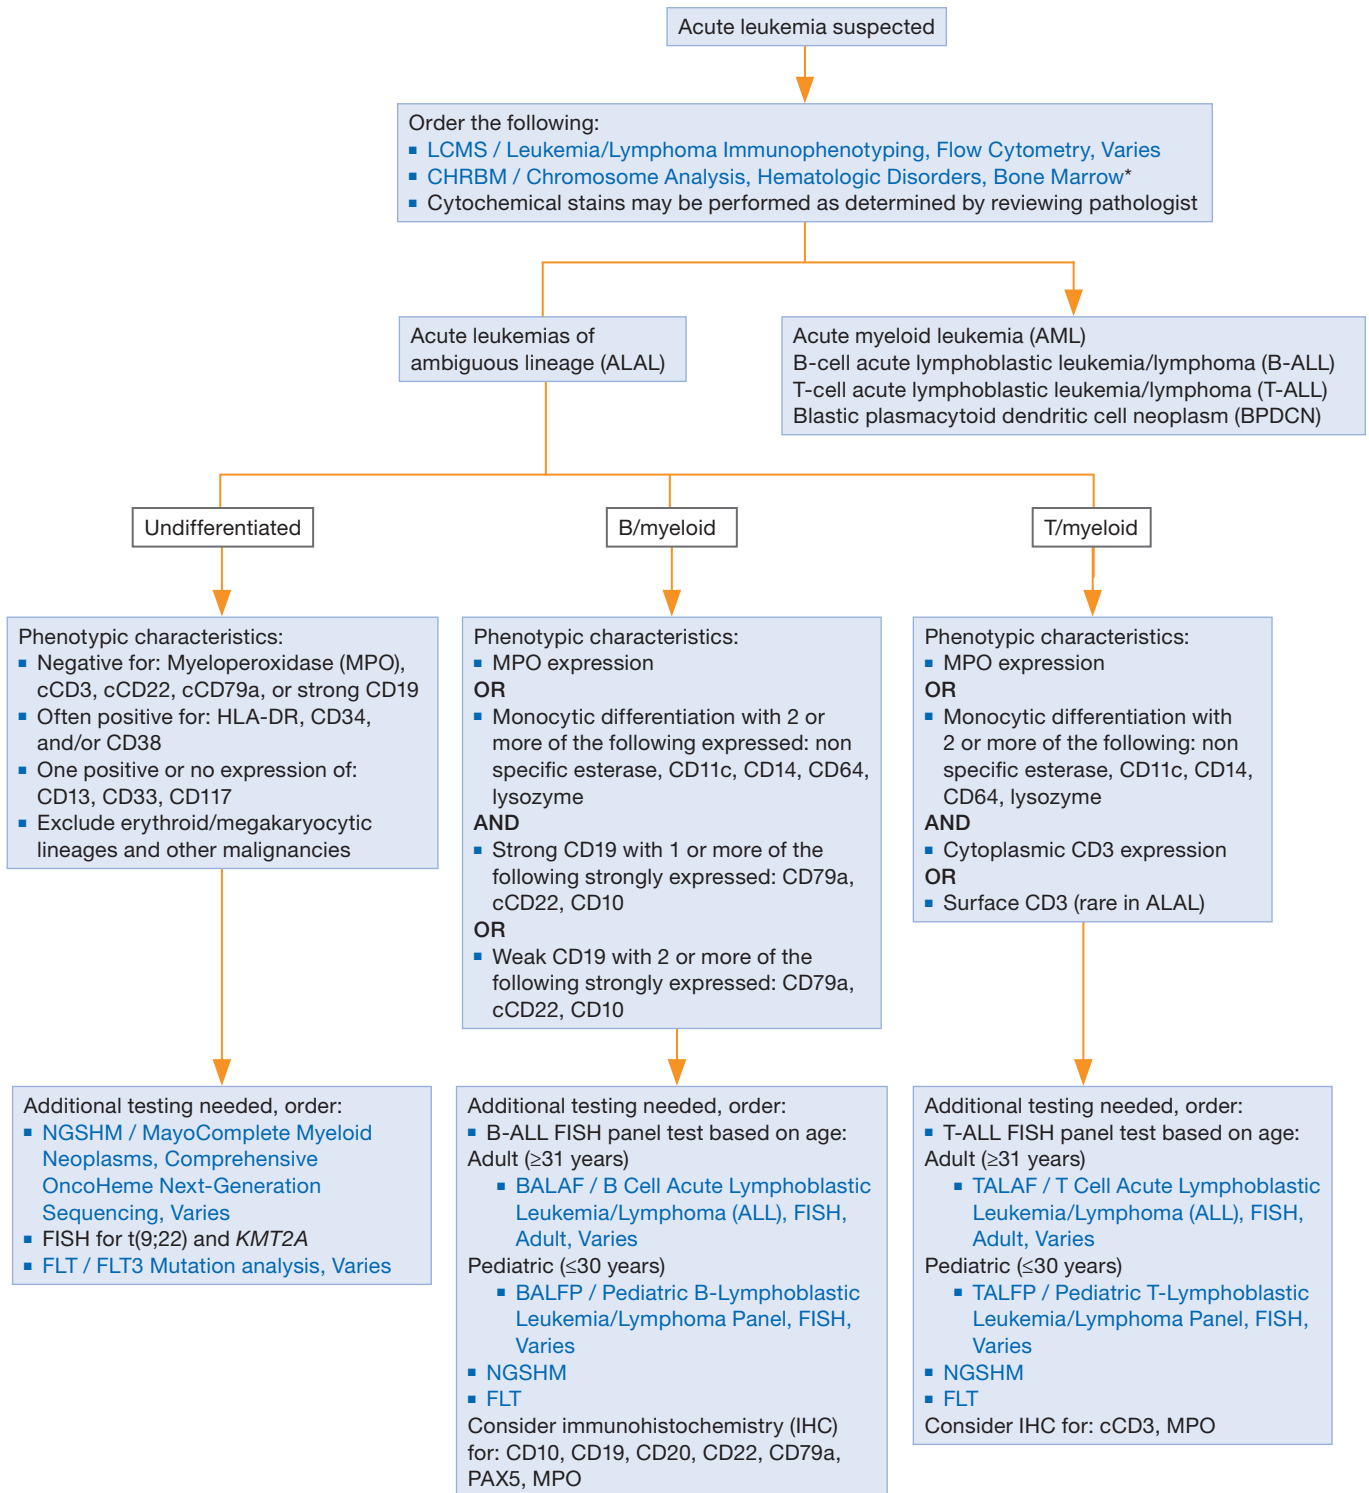 Acute leukemia suspected
Order the following:
▪ LCMS / Leukemia/Lymphoma Immunophenotyping, Flow Cytometry, Varies
▪ CHRBM / Chromosome Analysis, Hematologic Disorders, Bone Marrow*
▪ Cytochemical stains may be performed as determined by reviewing pathologist
Acute leukemias of
ambiguous lineage (ALAL)
Acute myeloid leukemia (AML)
B-cell acute lymphoblastic leukemia/lymphoma (B-ALL)
T-cell acute lymphoblastic leukemia/lymphoma (T-ALL)
Blastic plasmacytoid dendritic cell neoplasm (BPDCN)
Undifferentiated
B/myeloid
T/myeloid
Phenotypic characteristics:
▪ Negative for: Myeloperoxidase (MPO),
cCD3, cCD22, cCD79a, or strong CD19
▪ Often positive for: HLA-DR, CD34,
and/or CD38
▪ One positive or no expression of:
CD13, CD33, CD117
▪ Exclude erythroid/megakaryocytic
lineages and other malignancies
Phenotypic characteristics:
▪ MPO expression
OR
▪ Monocytic differentiation with 2 or
more of the following expressed: non
specific esterase, CD11c, CD14, CD64,
lysozyme
AND
▪ Strong CD19 with 1 or more of the
following strongly expressed: CD79a,
cCD22, CD10
OR
▪ Weak CD19 with 2 or more of the
following strongly expressed: CD79a,
cCD22, CD10
Phenotypic characteristics:
▪ MPO expression
OR
▪ Monocytic differentiation with
2 or more of the following: non
specific esterase, CD11c, CD14,
CD64, lysozyme
AND
▪ Cytoplasmic CD3 expression
OR
▪ Surface CD3 (rare in ALAL)
Additional testing needed, order:
▪ NGSHM / MayoComplete Myeloid
Neoplasms, Comprehensive
OncoHeme Next-Generation
Sequencing, Varies
▪ FISH for t(9;22) and KMT2A
▪ FLT / FLT3 Mutation analysis, Varies
Additional testing needed, order:
▪ B-ALL FISH panel test based on age:
Adult (≥31 years)
▪ BALAF / B Cell Acute Lymphoblastic
Leukemia/Lymphoma (ALL), FISH,
Adult, Varies
Pediatric (≤30 years)
▪ BALFP / Pediatric B-Lymphoblastic
Leukemia/Lymphoma Panel, FISH,
Varies
▪ NGSHM
▪ FLT
Consider immunohistochemistry (IHC)
for: CD10, CD19, CD20, CD22, CD79a,
PAX5, MPO
Additional testing needed, order:
▪ T-ALL FISH panel test based on age:
Adult (≥31 years)
▪ TALAF / T Cell Acute Lymphoblastic
Leukemia/Lymphoma (ALL), FISH,
Adult, Varies
Pediatric (≤30 years)
▪ TALFP / Pediatric T-Lymphoblastic
Leukemia/Lymphoma Panel, FISH,
Varies
▪ NGSHM
▪ FLT
Consider IHC for: cCD3, MPO